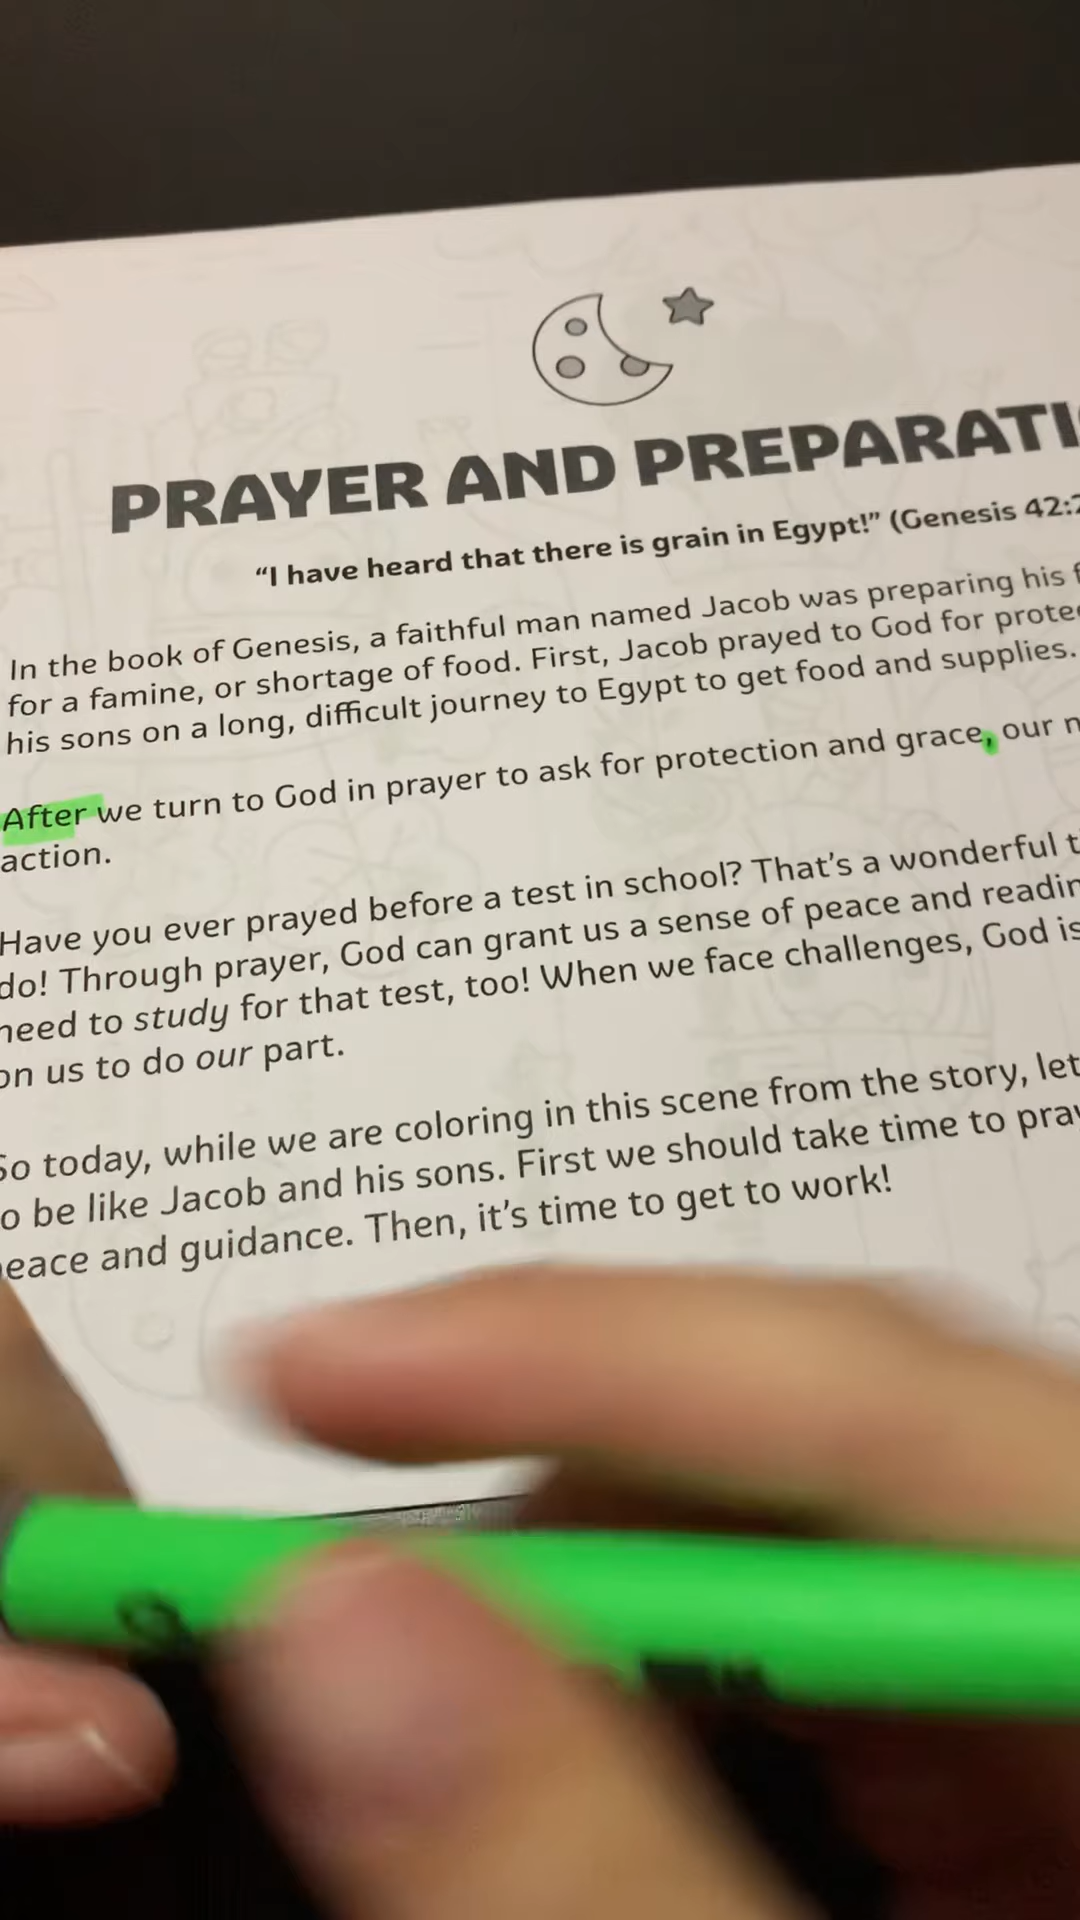 PRAYER AND PREPARATI
“I have heard that there is grain in Egypt!” (Genesis 42:2
In the book of Genesis, a faithful man named Jacob was preparing his
for a famine, or shortage of food. First, Jacob prayed to God for prote
his sons on a long, difficult journey to Egypt to get food and supplies.
After we turn to God in prayer to ask for protection and grace, our
action.
Have you ever prayed before a test in school? That’s a wonderful
do! Through prayer, God can grant us a sense of peace and readin
need to study for that test, too! When we face challenges, God is
on us to do our part.
So today, while we are coloring in this scene from the story, let
o be like Jacob and his sons. First we should take time to pray
eace and guidance. Then, it’s time to get to work!